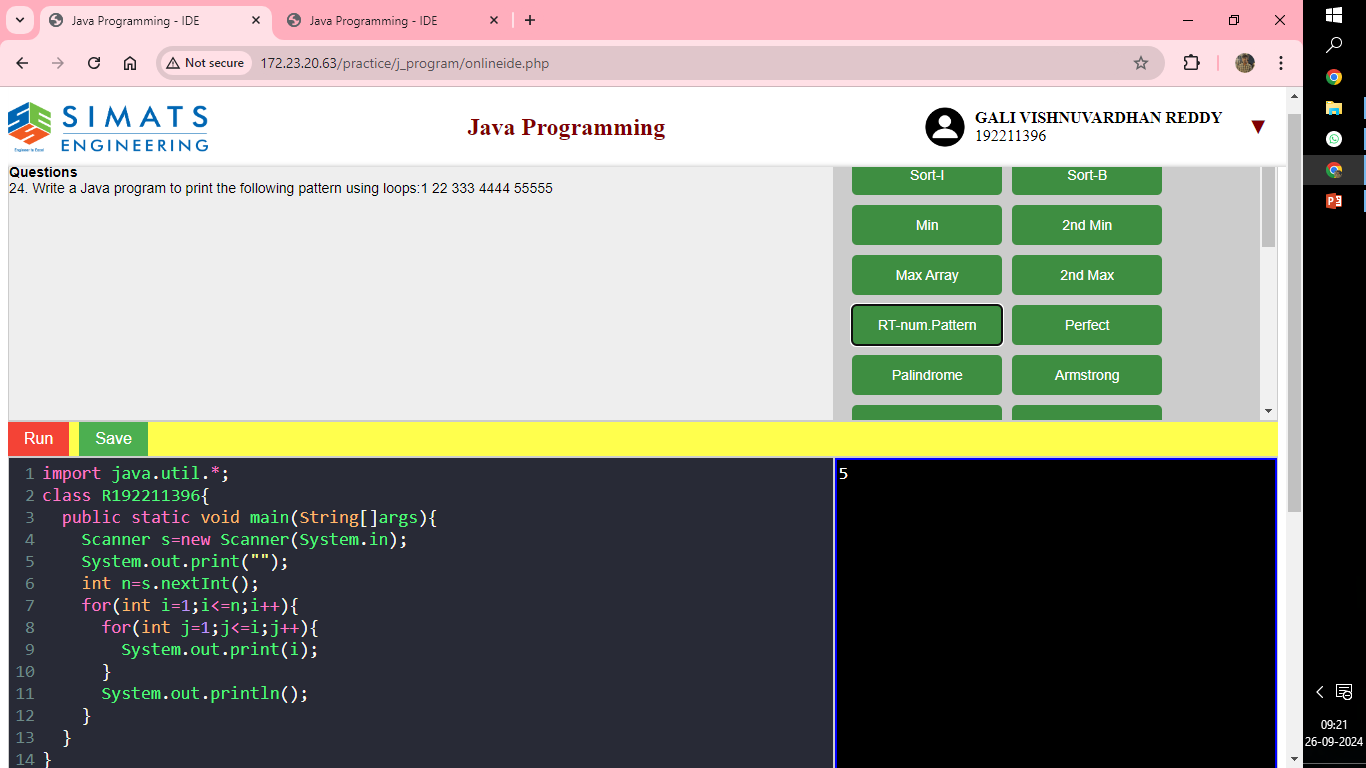 Java Programming - IDE
Java Programming - IDE
Not secure
172.23.20.63/practice/j_program/onlineide.php
SIMATS
ENGINEERING
Engineer to Excel
Java Programming
GALI VISHNUVARDHAN REDDY
192211396
Questions
24. Write a Java program to print the following pattern using loops:1 22 333 4444 55555
Sort-I
Sort-B
Min
2nd Min
Max Array
2nd Max
RT-num.Pattern
Perfect
Palindrome
Armstrong
Run
Save
1 import java.util.*;
2 class R192211396{
3 public static void main(String[]args){
4 Scanner s=new Scanner(System.in);
5 System.out.print("");
6 int n=s.nextInt();
7 for(int i=1;i<=n;i++){
8 for(int j=1;j<=i;j++){
9 System.out.print(i);
10 }
11 System.out.println();
12 }
13 }
14 }
5
09:21
26-09-2024